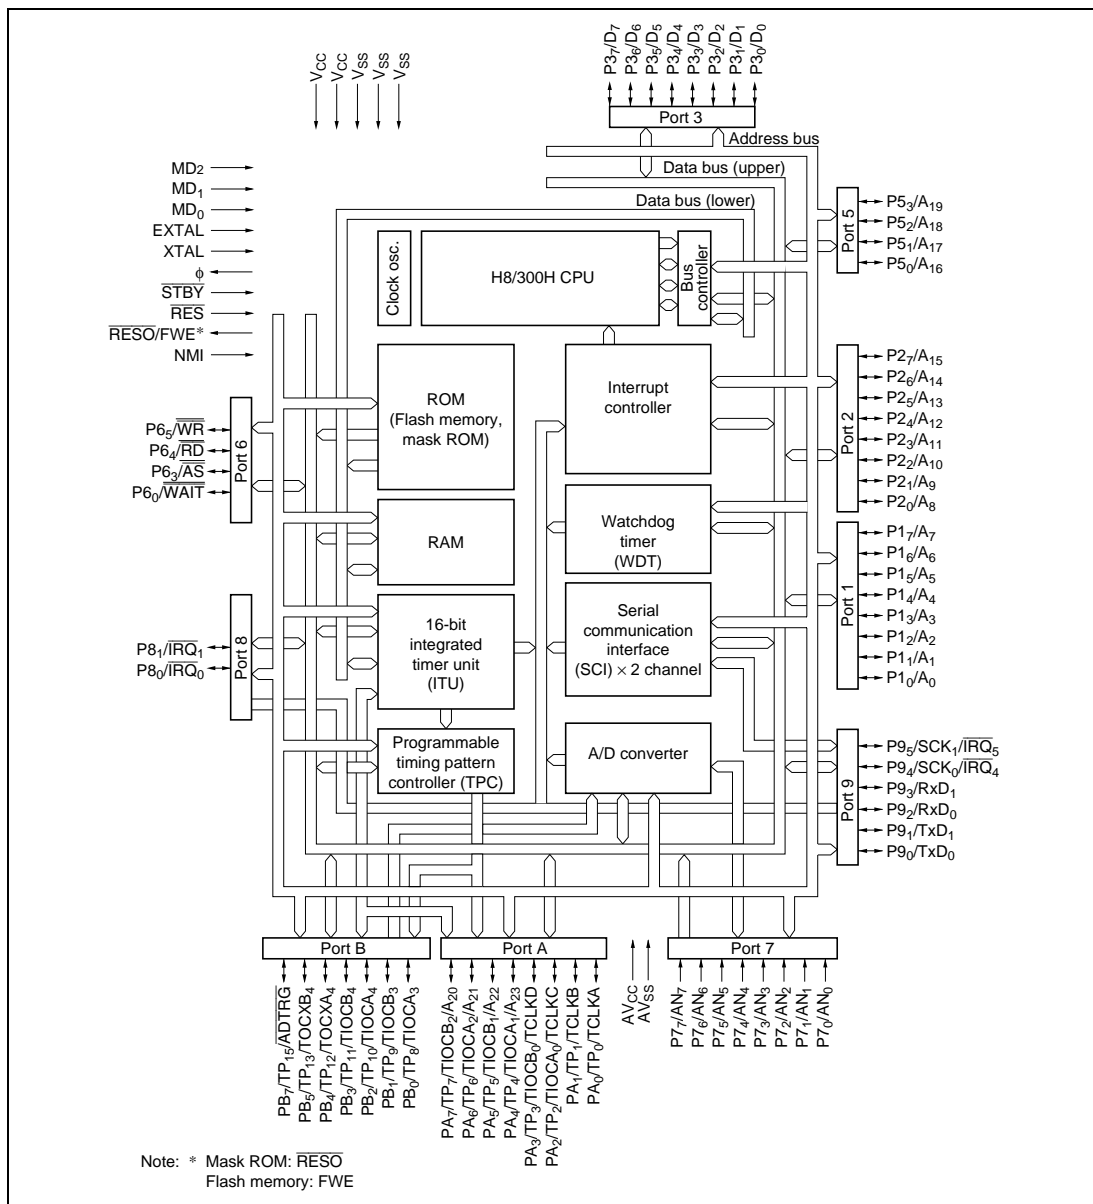 VCC
VCC
VSS
VSS
VSS
P37/D7
P36/D6
P35/D5
P34/D4
P33/D3
P32/D2
P31/D1
P30/D0
Port 3
Address bus
Data bus (upper)
Data bus (lower)
MD2
MD1
MD0
EXTAL
XTAL
ϕ
STBY
RES
RESO/FWE*
NMI
Clock osc.
H8/300H CPU
Bus
controller
Port 5
P53/A19
P52/A18
P51/A17
P50/A16
ROM
(Flash memory,
mask ROM)
Interrupt
controller
Port 2
P27/A15
P26/A14
P25/A13
P24/A12
P23/A11
P22/A10
P21/A9
P20/A8
P65/WR
P64/RD
P63/AS
P60/WAIT
Port 6
RAM
Watchdog
timer
(WDT)
Port 1
P17/A7
P16/A6
P15/A5
P14/A4
P13/A3
P12/A2
P11/A1
P10/A0
P81/IRQ1
P80/IRQ0
Port 8
16-bit
integrated
timer unit
(ITU)
Serial
communication
interface
(SCI) × 2 channel
Programmable
timing pattern
controller (TPC)
A/D converter
Port 9
P95/SCK1/IRQ5
P94/SCK0/IRQ4
P93/RxD1
P92/RxD0
P91/TxD1
P90/TxD0
Port B
Port A
Port 7
PB7/TP15/ADTRG
PB5/TP13/TOCXB4
PB4/TP12/TOCXA4
PB3/TP11/TIOCB4
PB2/TP10/TIOCA4
PB1/TP9/TIOCB3
PB0/TP8/TIOCA3
PA7/TP7/TIOCB2/A20
PA6/TP6/TIOCA2/A21
PA5/TP5/TIOCB1/A22
PA4/TP4/TIOCA1/A23
PA3/TP3/TIOCB0/TCLKD
PA2/TP2/TIOCA0/TCLKC
PA1/TP1/TCLKB
PA0/TP0/TCLKA
AVCC
AVSS
P77/AN7
P76/AN6
P75/AN5
P74/AN4
P73/AN3
P72/AN2
P71/AN1
P70/AN0
Note: * Mask ROM: RESO
Flash memory: FWE